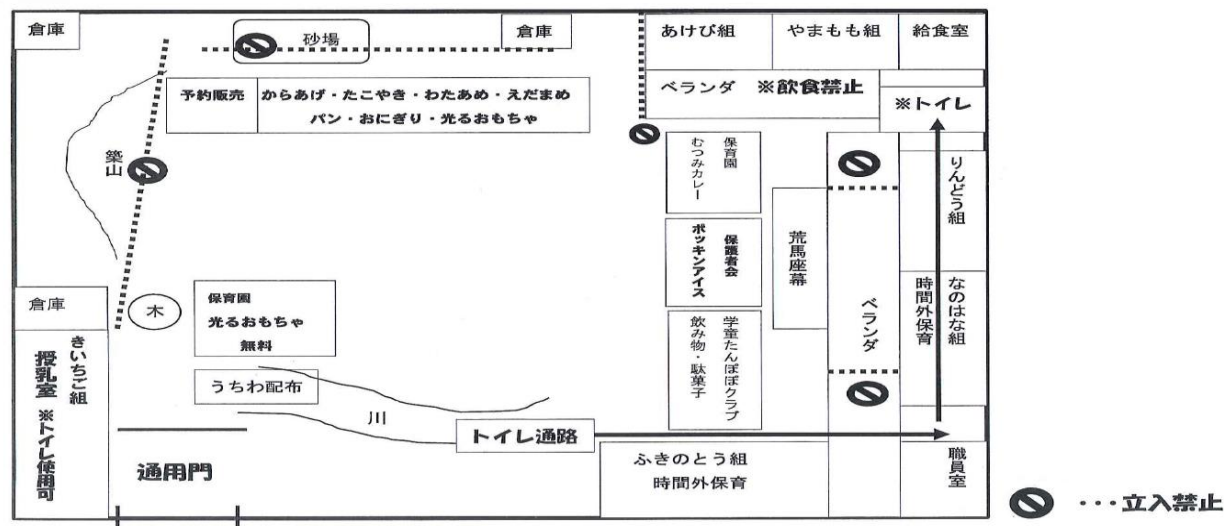 倉庫
砂場
倉庫
あけび組
やまもも組
給食室
予約販売
からあげ・たこやき・わたあめ・えだまめ
パン・おにぎり・光るおもちゃ
ベランダ ※飲食禁止
※トイレ
築山
保育園
むつみカレー
りんどう組
保護者会
ポッキンアイス
荒馬座幕
ベランダ
なのはな組
時間外保育
倉庫
木
保育園
光るおもちゃ
無料
学童たんぽぽクラブ
飲み物・駄菓子
きいちご組
授乳室 ※トイレ使用可
うちわ配布
川
トイレ通路
通用門
ふきのとう組
時間外保育
職員室
・・・立入禁止